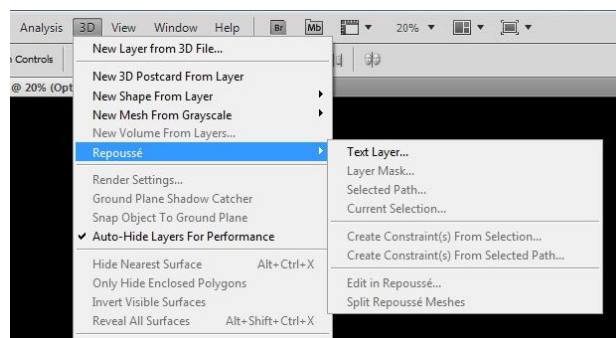 Analysis 3D View Window Help Br Mb 20%
Controls
@ 20% (Opt
New Layer from 3D File...
New 3D Postcard From Layer
New Shape From Layer
New Mesh From Grayscale
New Volume From Layers...
Repoussé
Render Settings...
Ground Plane Shadow Catcher
Snap Object To Ground Plane
Auto-Hide Layers For Performance
Hide Nearest Surface Alt+Ctrl+X
Only Hide Enclosed Polygons
Invert Visible Surfaces
Reveal All Surfaces Alt+Shift+Ctrl+X
Text Layer...
Layer Mask...
Selected Path...
Current Selection...
Create Constraint(s) From Selection...
Create Constraint(s) From Selected Path...
Edit in Repoussé...
Split Repoussé Meshes